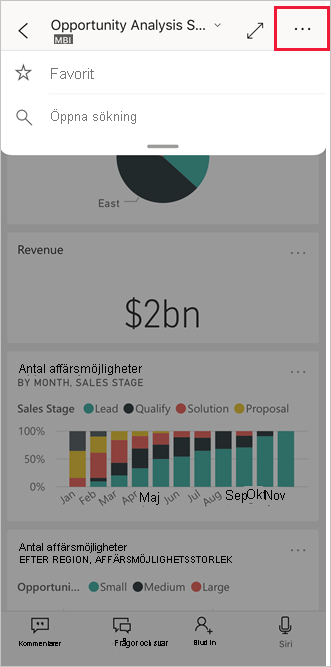 Opportunity Analysis S...
MBI
Favorit
Öppna sökning
East
Revenue
$2bn
Antal affärsmöjligheter
BY MONTH, SALES STAGE
Sales Stage Lead Qualify Solution Proposal
100%
50%
0%
Jan Feb Mar Apr Maj Jun Jul Aug Sep Okt Nov
Antal affärsmöjligheter
EFTER REGION, AFFÄRSMÖJLIGHETSSTORLEK
Opportuni... Small Medium Large
100%
Kommentarer Frågor och svar Bjud in Siri